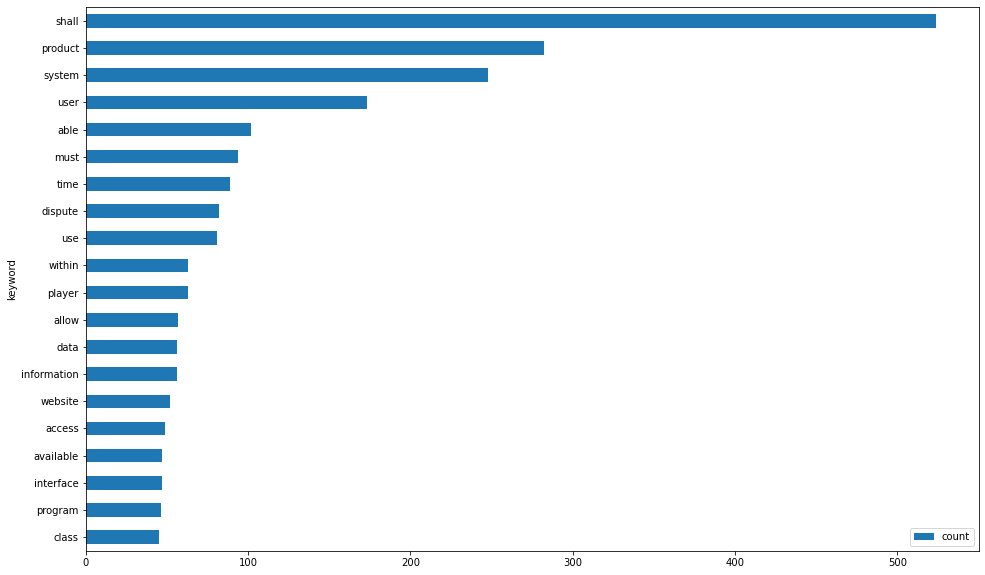 shall
product
system
user
able
must
time
dispute
use
within
player
allow
data
information
website
access
available
interface
program
class
keyword
0 100 200 300 400 500
count